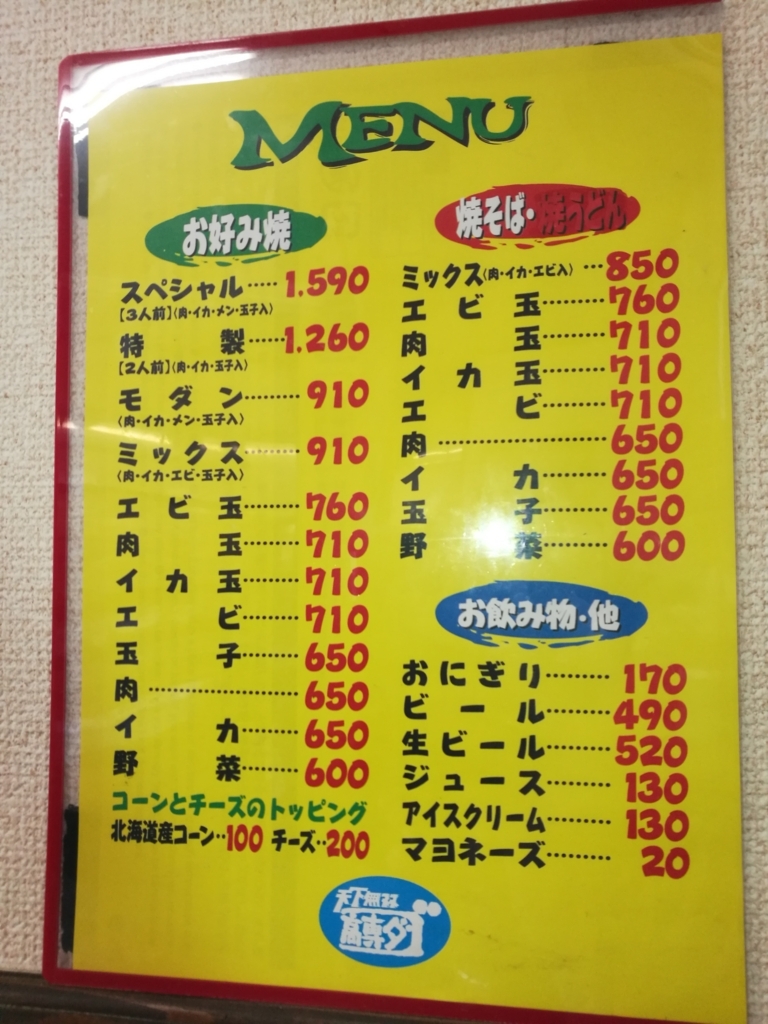 MENU
お好み焼
スペシャル‥‥1.590
【3人前】(肉・イカ・メン・玉子入)
特製‥‥1.260
【2人前】(肉・イカ・玉子入)
モダン‥‥‥910
(肉・イカ・メン・玉子入)
ミックス‥‥‥910
(肉・イカ・エビ・玉子入)
エビ玉‥‥‥760
肉玉‥‥‥710
イカ玉‥‥‥710
エビ‥‥‥710
玉子‥‥‥650
肉‥‥‥‥‥‥650
イカ‥‥‥650
野菜‥‥‥600
コーンとチーズのトッピング
北海道産コーン‥100 チーズ‥200
焼そば・焼うどん
ミックス(肉・イカ・エビ入)‥850
エビ玉‥‥‥760
肉玉‥‥‥710
イカ玉‥‥‥710
エビ‥‥‥710
肉‥‥‥‥‥‥650
イカ‥‥‥650
玉子‥‥‥650
野菜‥‥‥600
お飲み物・他
おにぎり‥‥‥170
ビール‥‥‥490
生ビール‥‥‥520
ジュース‥‥‥130
アイスクリーム‥‥‥130
マヨネーズ‥‥‥20
天下無敵